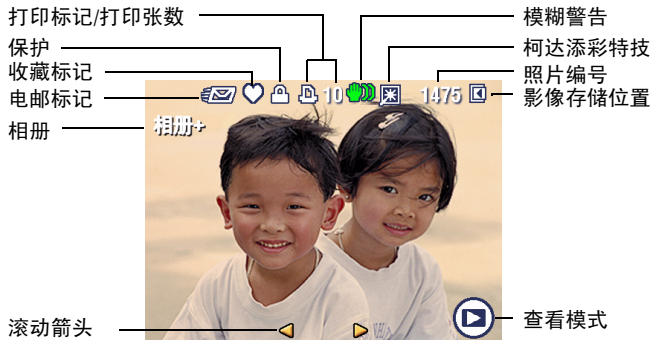 打印标记/打印张数
保护
收藏标记
电邮标记
相册
滚动箭头
10
1475
相册+
模糊警告
柯达添彩特技
照片编号
影像存储位置
查看模式